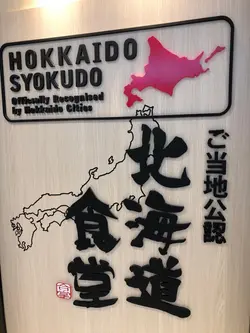 HOKKAIDO
SYOKUDO
Officially Recognized
by Hokkaido Cities
ご当地公認
北海道
食堂